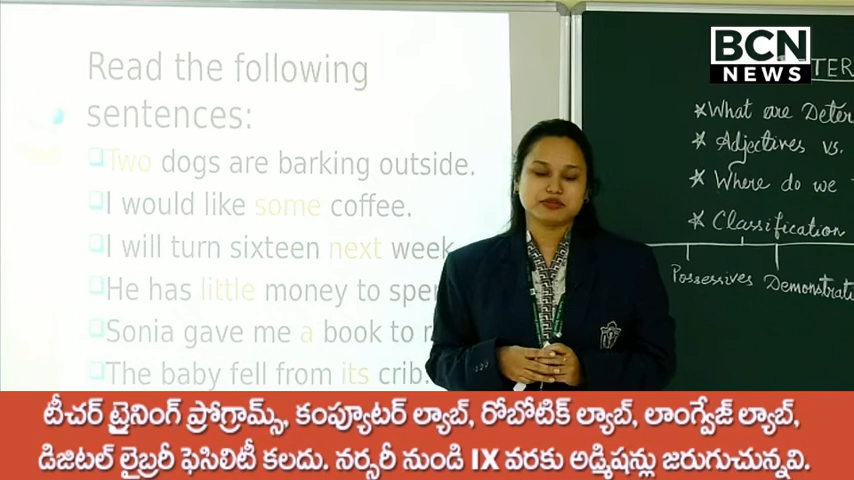 Read the following
sentences:
Two dogs are barking outside.
I would like some coffee.
I will turn sixteen next week
He has little money to
Sonia gave me a book to
The baby fell from its crib.
BCN
NEWS
*What are
*Adjectives vs.
*Where do we
*Classification
Possessives
టీచర్ ట్రైనింగ్ ప్రోగ్రామ్స్, కంప్యూటర్ ల్యాబ్, రోబోటిక్ ల్యాబ్, లాంగ్వేజ్ ల్యాబ్,
డిజిటల్ లైబ్రరీ ఫెసిలిటీ కలదు. నర్సరీ నుండి IX వరకు అడ్మిషన్లు జరుగుచున్నవి.